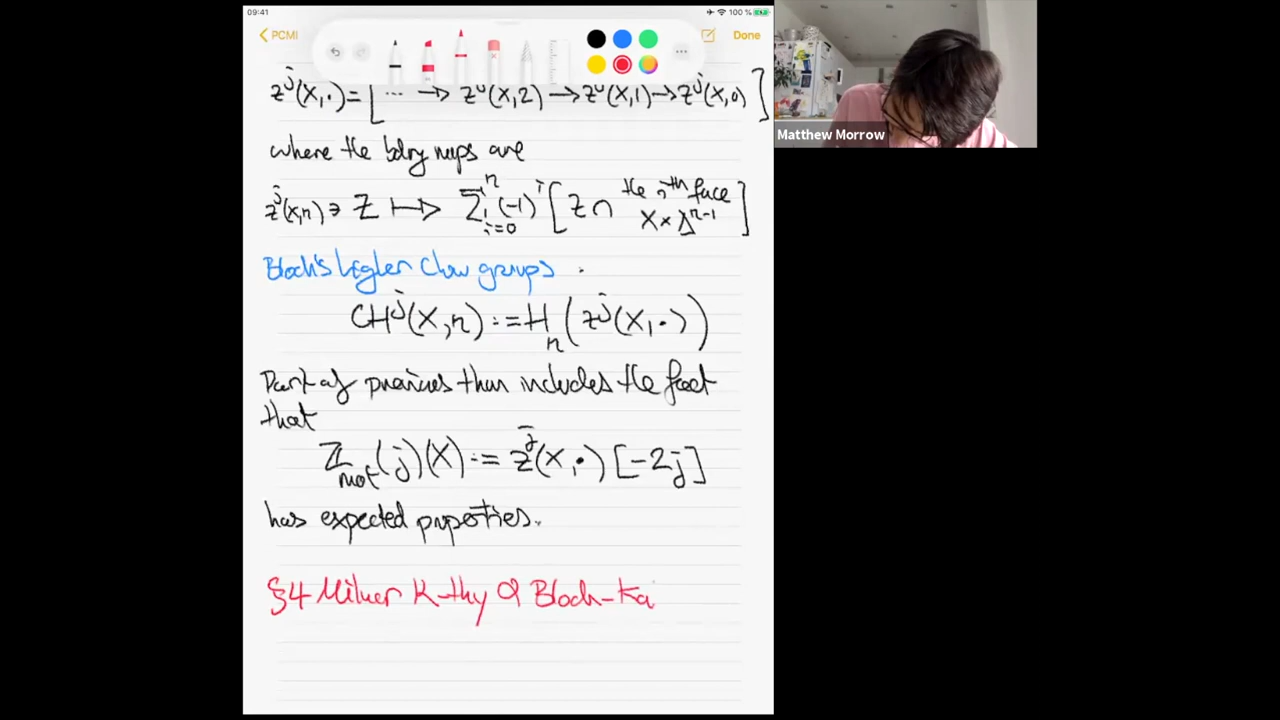 09:41
100 %
PCMI
Done
z^j(X,•) = [ ··· → z^j(X,2) → z^j(X,1) → z^j(X,0) ]
where the bdry maps are
z^j(X,n) ∋ Z ↦ Σ_{i=0}^n (-1)^i [ Z ∩ the i^th face X × Δ^{n-1} ]
Bloch's higher Chow groups :
CH^j(X,n) := H_n ( z^j(X,•) )
Part of previous thm includes the fact
that
ℤ_mot(j)(X) := z^j(X,•) [-2j]
has expected properties.
§4 Milnor K-thy & Bloch-Ka
Matthew Morrow